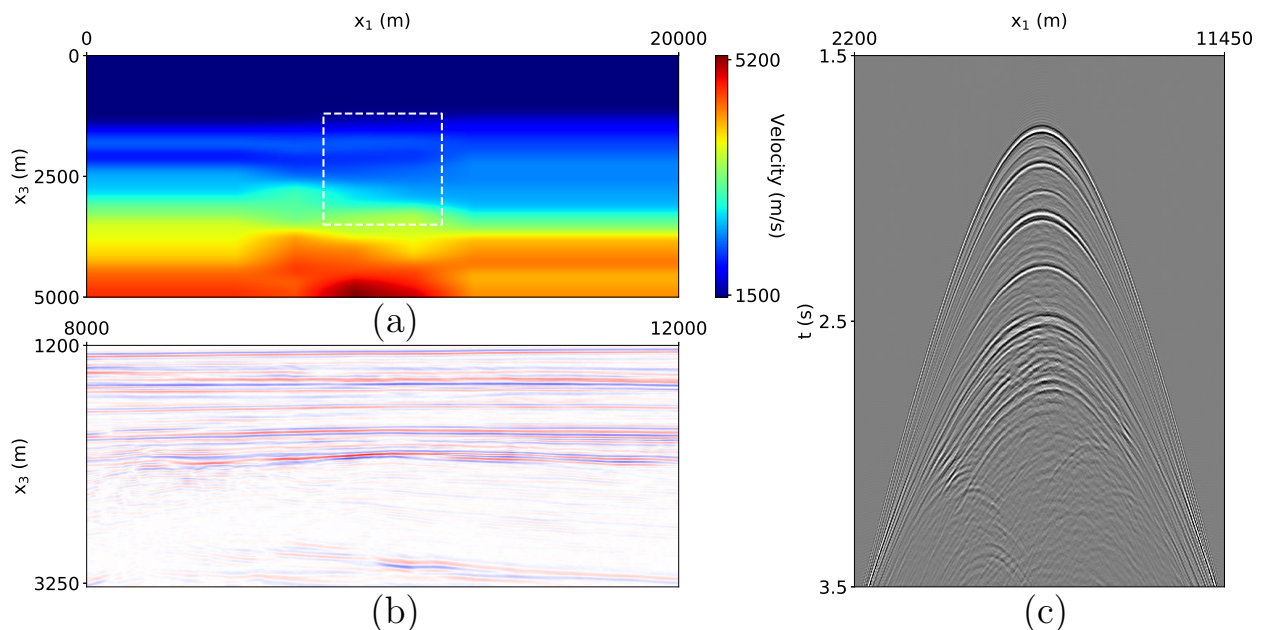 x₁ (m)
0 20000
0
2500
5000
x₃ (m)
5200
1500
Velocity (m/s)
(a)
8000 12000
1200
3250
x₃ (m)
(b)
x₁ (m)
2200 11450
1.5
2.5
3.5
t (s)
(c)